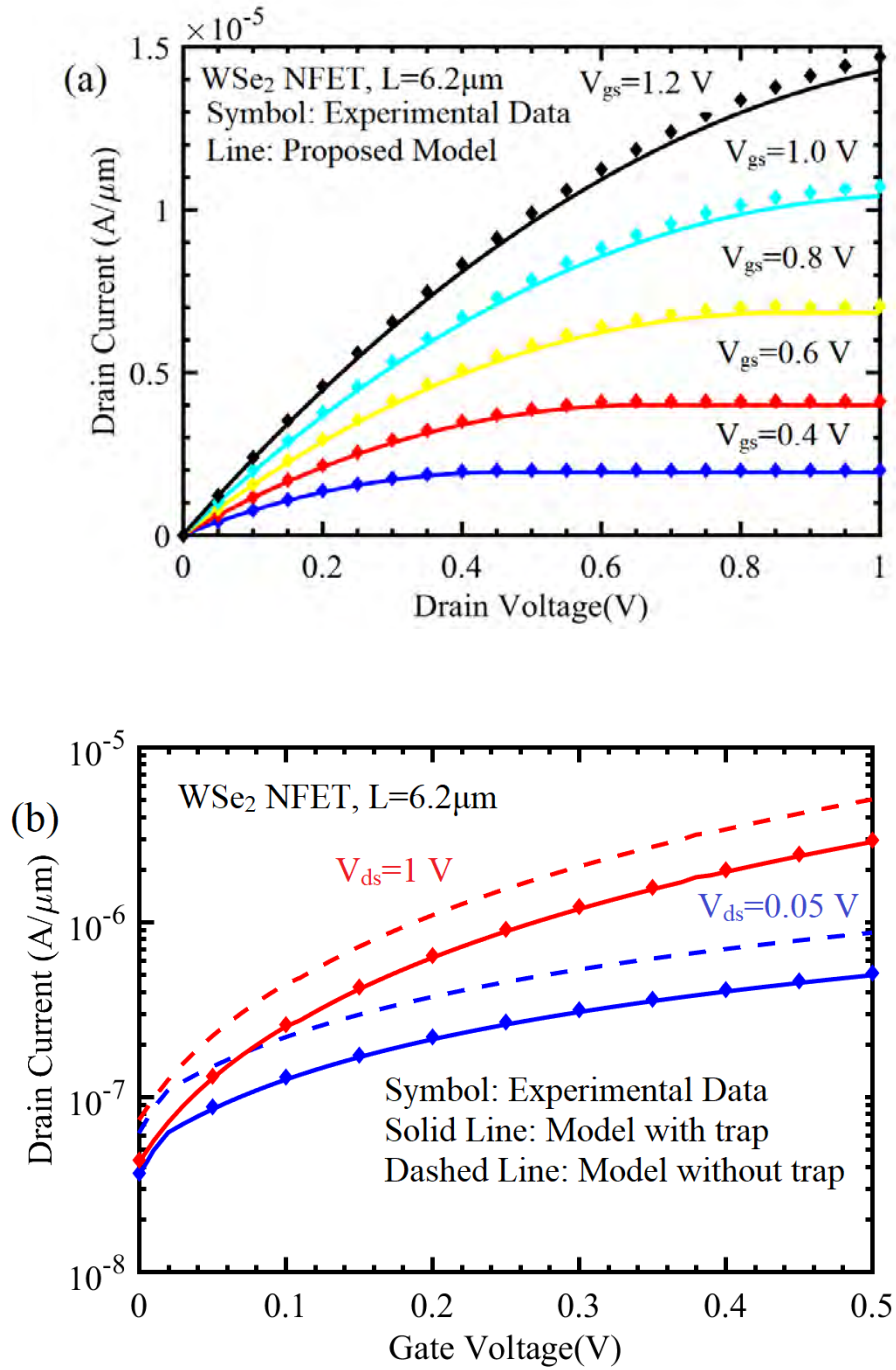 ×10⁻⁵
(a)
WSe₂ NFET, L=6.2μm
Symbol: Experimental Data
Line: Proposed Model
V_gs=1.2 V
V_gs=1.0 V
V_gs=0.8 V
V_gs=0.6 V
V_gs=0.4 V
1.5
1
0.5
0
Drain Current (A/μm)
0 0.2 0.4 0.6 0.8 1
Drain Voltage(V)
(b)
WSe₂ NFET, L=6.2μm
V_ds=1 V
V_ds=0.05 V
Symbol: Experimental Data
Solid Line: Model with trap
Dashed Line: Model without trap
10⁻⁵
10⁻⁶
10⁻⁷
10⁻⁸
Drain Current (A/μm)
0 0.1 0.2 0.3 0.4 0.5
Gate Voltage(V)